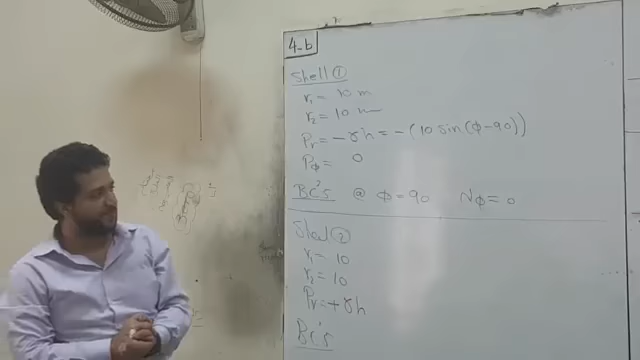 4-b
Shell ①
r₁ = 10 m
r₂ = 10 m
Pr = -γh = -(10 sin(φ-90))
Pφ = 0
BC's @ φ=90 Nφ=0
Shell ②
r₁ = 10
r₂ = 10
Pr = +γh
BC's